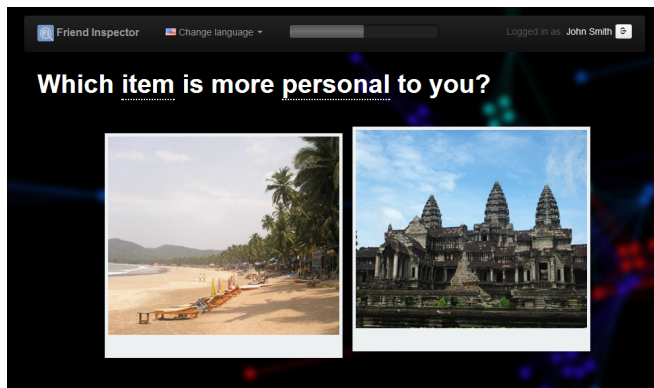 Friend Inspector
Change language
Logged in as John Smith
Which item is more personal to you?